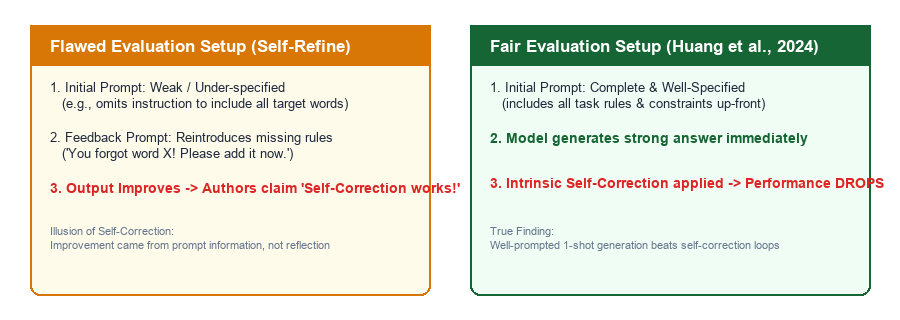 Flawed Evaluation Setup (Self-Refine)
1. Initial Prompt: Weak / Under-specified
(e.g., omits instruction to include all target words)
2. Feedback Prompt: Reintroduces missing rules
('You forgot word X! Please add it now.')
3. Output Improves -> Authors claim 'Self-Correction works!'
Illusion of Self-Correction:
Improvement came from prompt information, not reflection
Fair Evaluation Setup (Huang et al., 2024)
1. Initial Prompt: Complete & Well-Specified
(includes all task rules & constraints up-front)
2. Model generates strong answer immediately
3. Intrinsic Self-Correction applied -> Performance DROPS
True Finding:
Well-prompted 1-shot generation beats self-correction loops